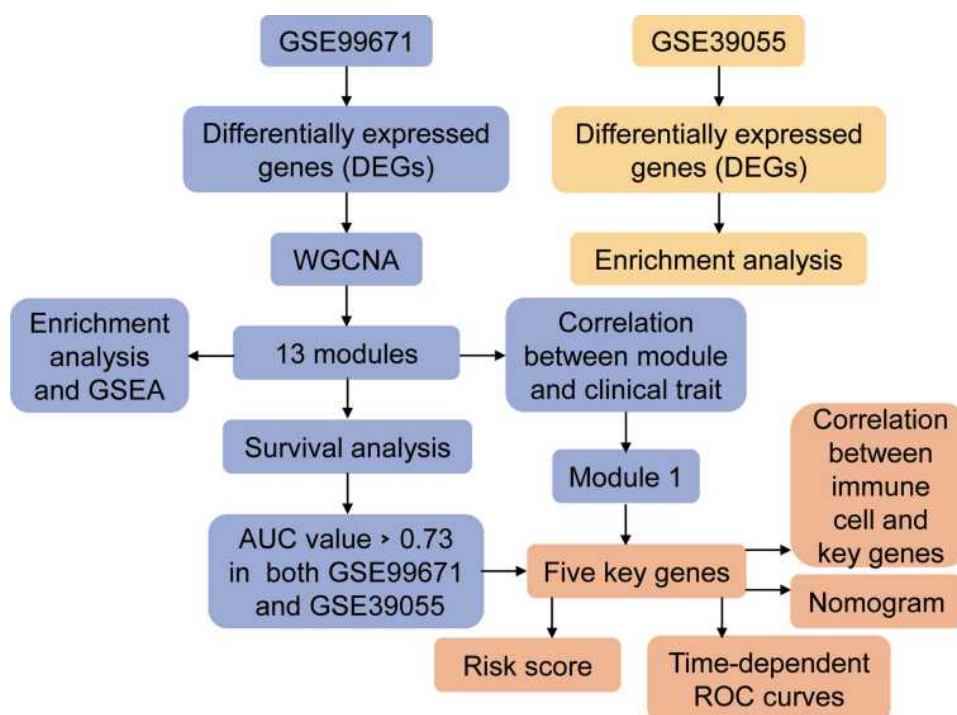 GSE99671
GSE39055
Differentially expressed
genes (DEGs)
Differentially expressed
genes (DEGs)
WGCNA
Enrichment analysis
Enrichment
analysis
and GSEA
13 modules
Correlation
between module
and clinical trait
Survival analysis
Module 1
Correlation
between
immune
cell and
key genes
AUC value > 0.73
in both GSE99671
and GSE39055
Five key genes
Nomogram
Risk score
Time-dependent
ROC curves